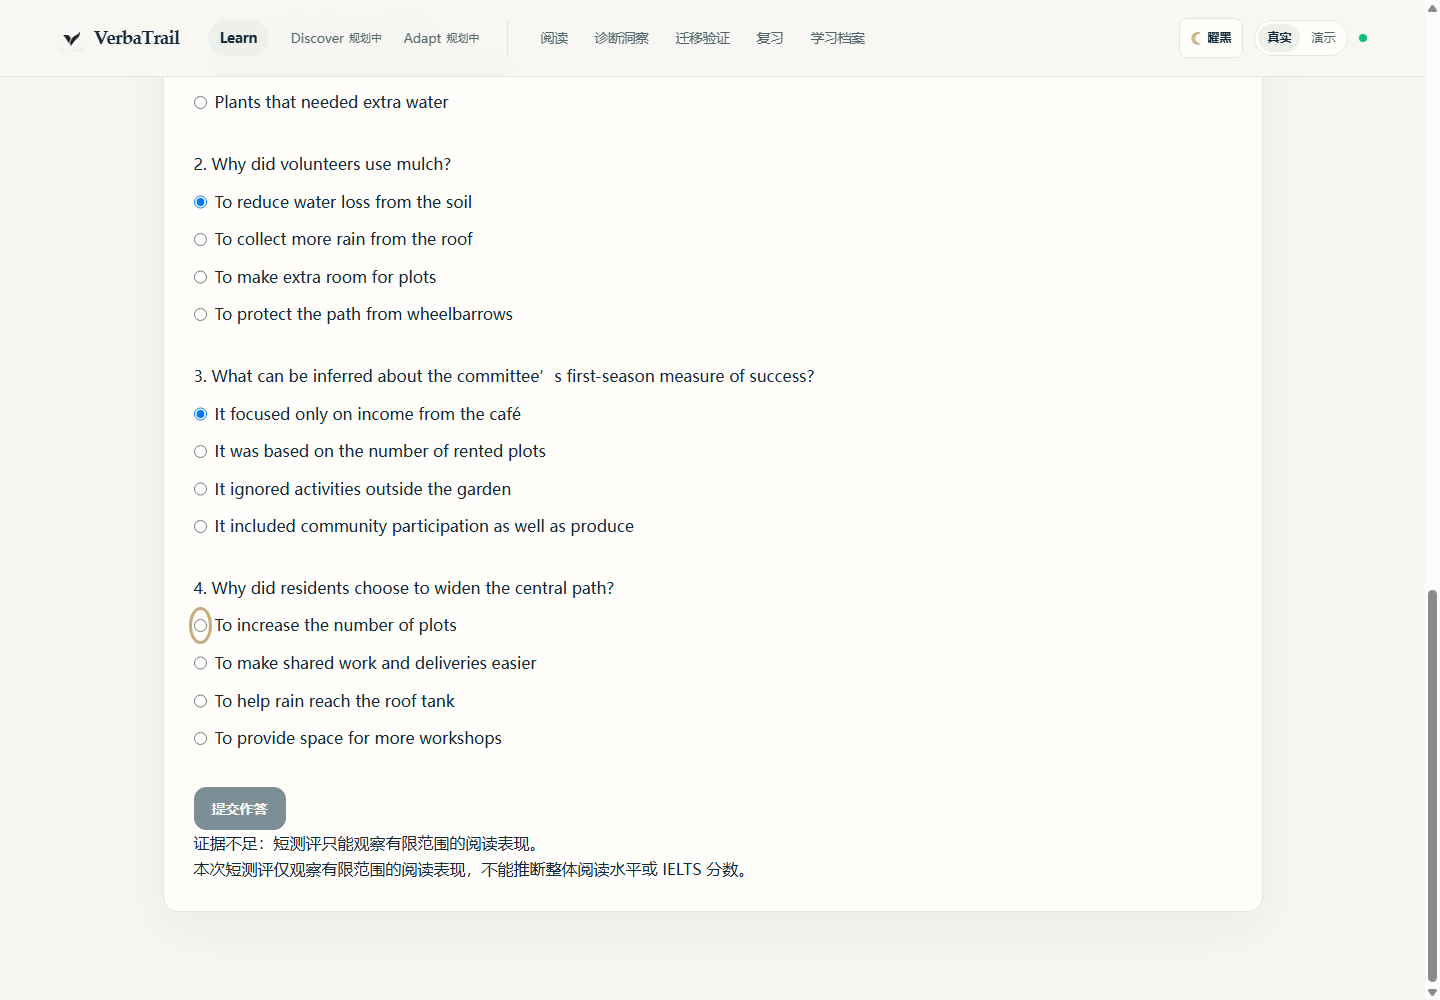 VerbaTrail
Learn
Discover 规划中
Adapt 规划中
阅读
诊断洞察
迁移验证
复习
学习档案
曜黑
真实
演示
Plants that needed extra water
2. Why did volunteers use mulch?
To reduce water loss from the soil
To collect more rain from the roof
To make extra room for plots
To protect the path from wheelbarrows
3. What can be inferred about the committee’s first-season measure of success?
It focused only on income from the café
It was based on the number of rented plots
It ignored activities outside the garden
It included community participation as well as produce
4. Why did residents choose to widen the central path?
To increase the number of plots
To make shared work and deliveries easier
To help rain reach the roof tank
To provide space for more workshops
提交作答
证据不足：短测评只能观察有限范围的阅读表现。
本次短测评仅观察有限范围的阅读表现，不能推断整体阅读水平或 IELTS 分数。